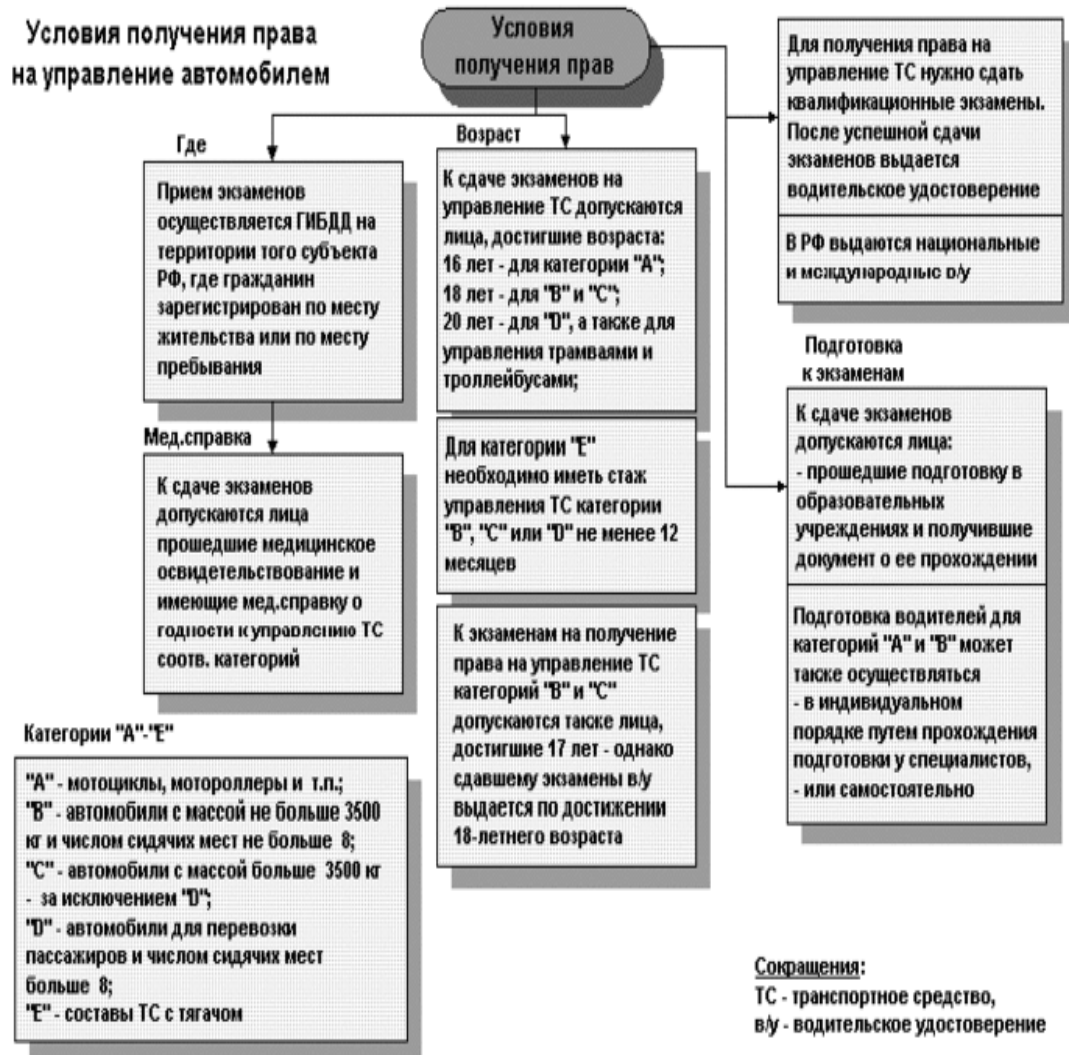 Условия получения права
на управление автомобилем
Условия
получения прав
Где
Прием экзаменов
осуществляется ГИБДД на
территории того субъекта
РФ, где гражданин
зарегистрирован по месту
жительства или по месту
пребывания
Мед.справка
К сдаче экзаменов
допускаются лица
прошедшие медицинское
освидетельствование и
имеющие мед.справку о
годности к управлению ТС
соотв. категорий
Возраст
К сдаче экзаменов на
управление ТС допускаются
лица, достигшие возраста:
16 лет - для категории "А";
18 лет - для "В" и "С";
20 лет - для "D", а также для
управления трамваями и
троллейбусами;
Для категории "Е"
необходимо иметь стаж
управления ТС категории
"В", "С" или "D" не менее 12
месяцев
К экзаменам на получение
права на управление ТС
категорий "В" и "С"
допускаются также лица,
достигшие 17 лет - однако
сдавшему экзамены в/у
выдается по достижении
18-летнего возраста
Для получения права на
управление ТС нужно сдать
квалификационные экзамены.
После успешной сдачи
экзаменов выдается
водительское удостоверение
В РФ выдаются национальные
и международные в/у
Подготовка
к экзаменам
К сдаче экзаменов
допускаются лица:
- прошедшие подготовку в
образовательных
учреждениях и получившие
документ о ее прохождении
Подготовка водителей для
категорий "А" и "В" может
также осуществляться
- в индивидуальном
порядке путем прохождения
подготовки у специалистов,
- или самостоятельно
Категории "А"-"Е"
"А" - мотоциклы, мотороллеры и т.п.;
"В" - автомобили с массой не больше 3500
кг и числом сидячих мест не больше 8;
"С" - автомобили с массой больше 3500 кг
- за исключением "D";
"D" - автомобили для перевозки
пассажиров и числом сидячих мест
больше 8;
"Е" - составы ТС с тягачом
Сокращения:
ТС - транспортное средство,
в/у - водительское удостоверение